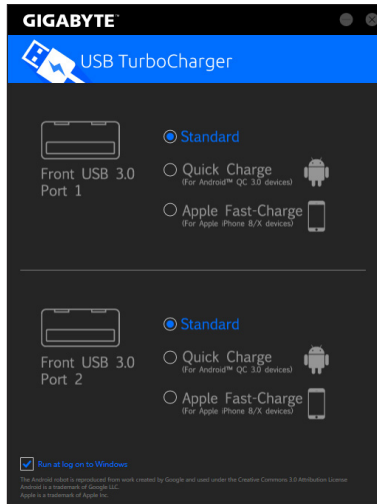 GIGABYTE™
USB TurboCharger
Front USB 3.0
Port 1
Standard
Quick Charge
(For Android™ QC 3.0 devices)
Apple Fast-Charge
(For Apple iPhone 8/X devices)
Front USB 3.0
Port 2
Standard
Quick Charge
(For Android™ QC 3.0 devices)
Apple Fast-Charge
(For Apple iPhone 8/X devices)
Run at log on to Windows
The Android robot is reproduced from work created by Google and used under the Creative Commons 3.0 Attribution License
Android is a trademark of Google LLC.
Apple is a trademark of Apple Inc.